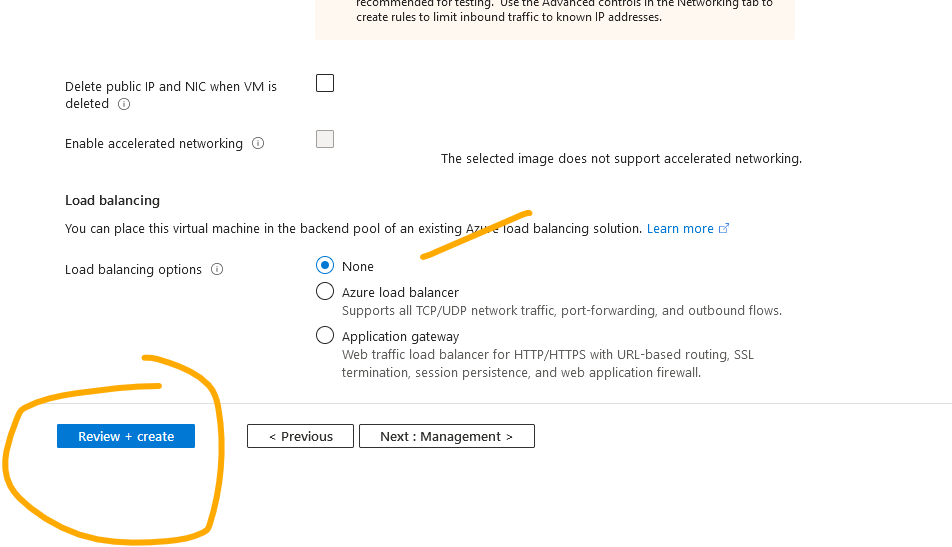 recommended for testing. Use the Advanced controls in the Networking tab to
create rules to limit inbound traffic to known IP addresses.
Delete public IP and NIC when VM is
deleted
Enable accelerated networking
The selected image does not support accelerated networking.
Load balancing
You can place this virtual machine in the backend pool of an existing Azure load balancing solution. Learn more
Load balancing options
None
Azure load balancer
Supports all TCP/UDP network traffic, port-forwarding, and outbound flows.
Application gateway
Web traffic load balancer for HTTP/HTTPS with URL-based routing, SSL
termination, session persistence, and web application firewall.
Review + create
< Previous
Next : Management >